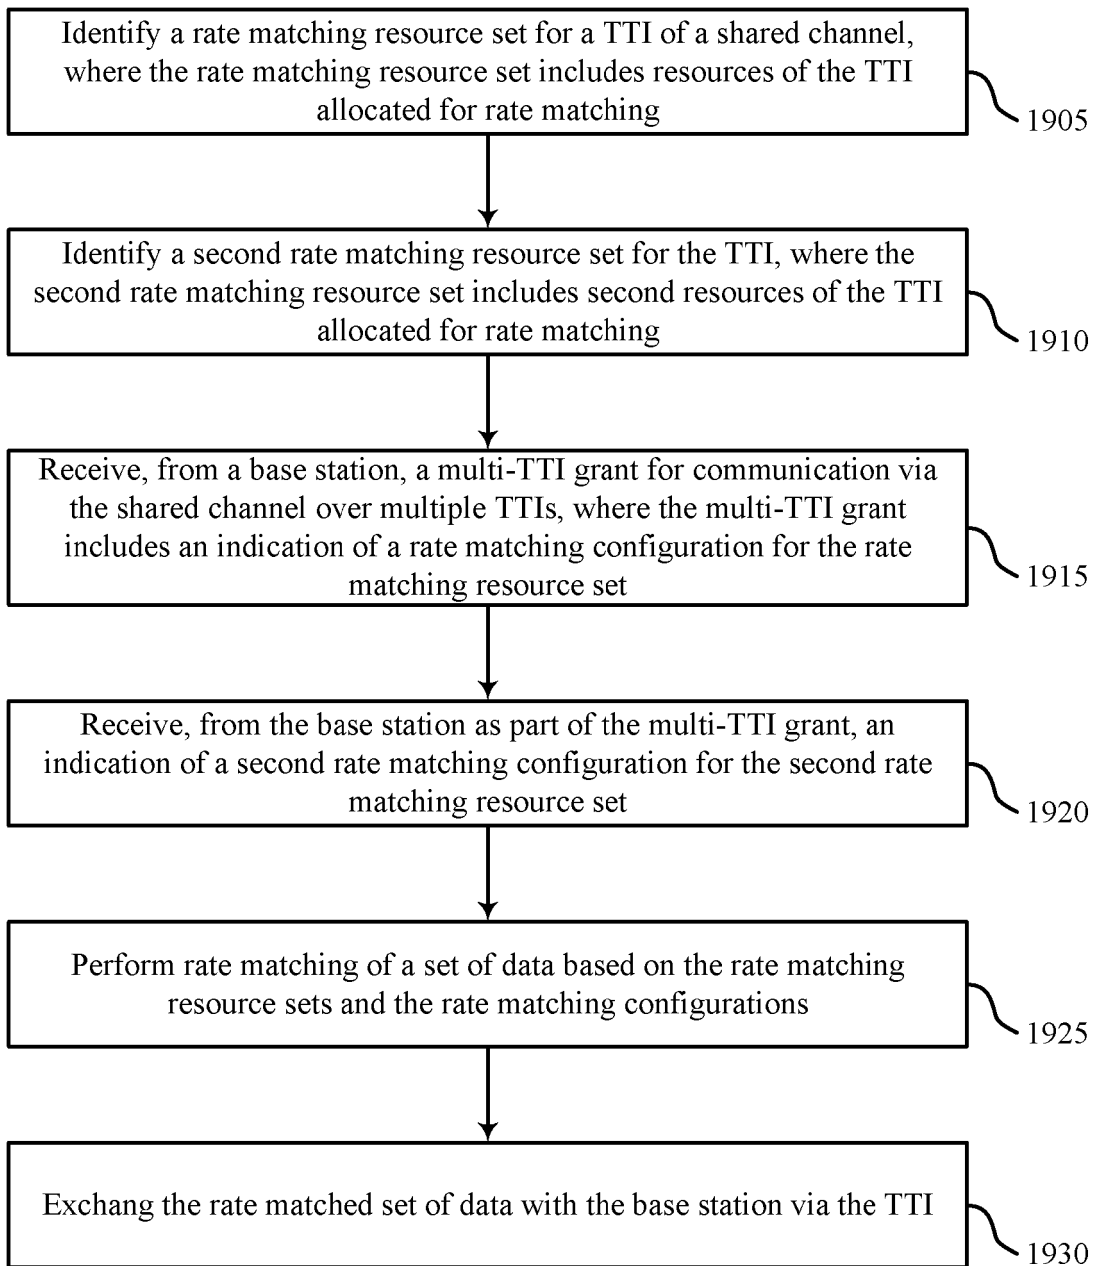 Identify a rate matching resource set for a TTI of a shared channel,
where the rate matching resource set includes resources of the TTI
allocated for rate matching
1905
Identify a second rate matching resource set for the TTI, where the
second rate matching resource set includes second resources of the TTI
allocated for rate matching
1910
Receive, from a base station, a multi-TTI grant for communication via
the shared channel over multiple TTIs, where the multi-TTI grant
includes an indication of a rate matching configuration for the rate
matching resource set
1915
Receive, from the base station as part of the multi-TTI grant, an
indication of a second rate matching configuration for the second rate
matching resource set
1920
Perform rate matching of a set of data based on the rate matching
resource sets and the rate matching configurations
1925
Exchang the rate matched set of data with the base station via the TTI
1930